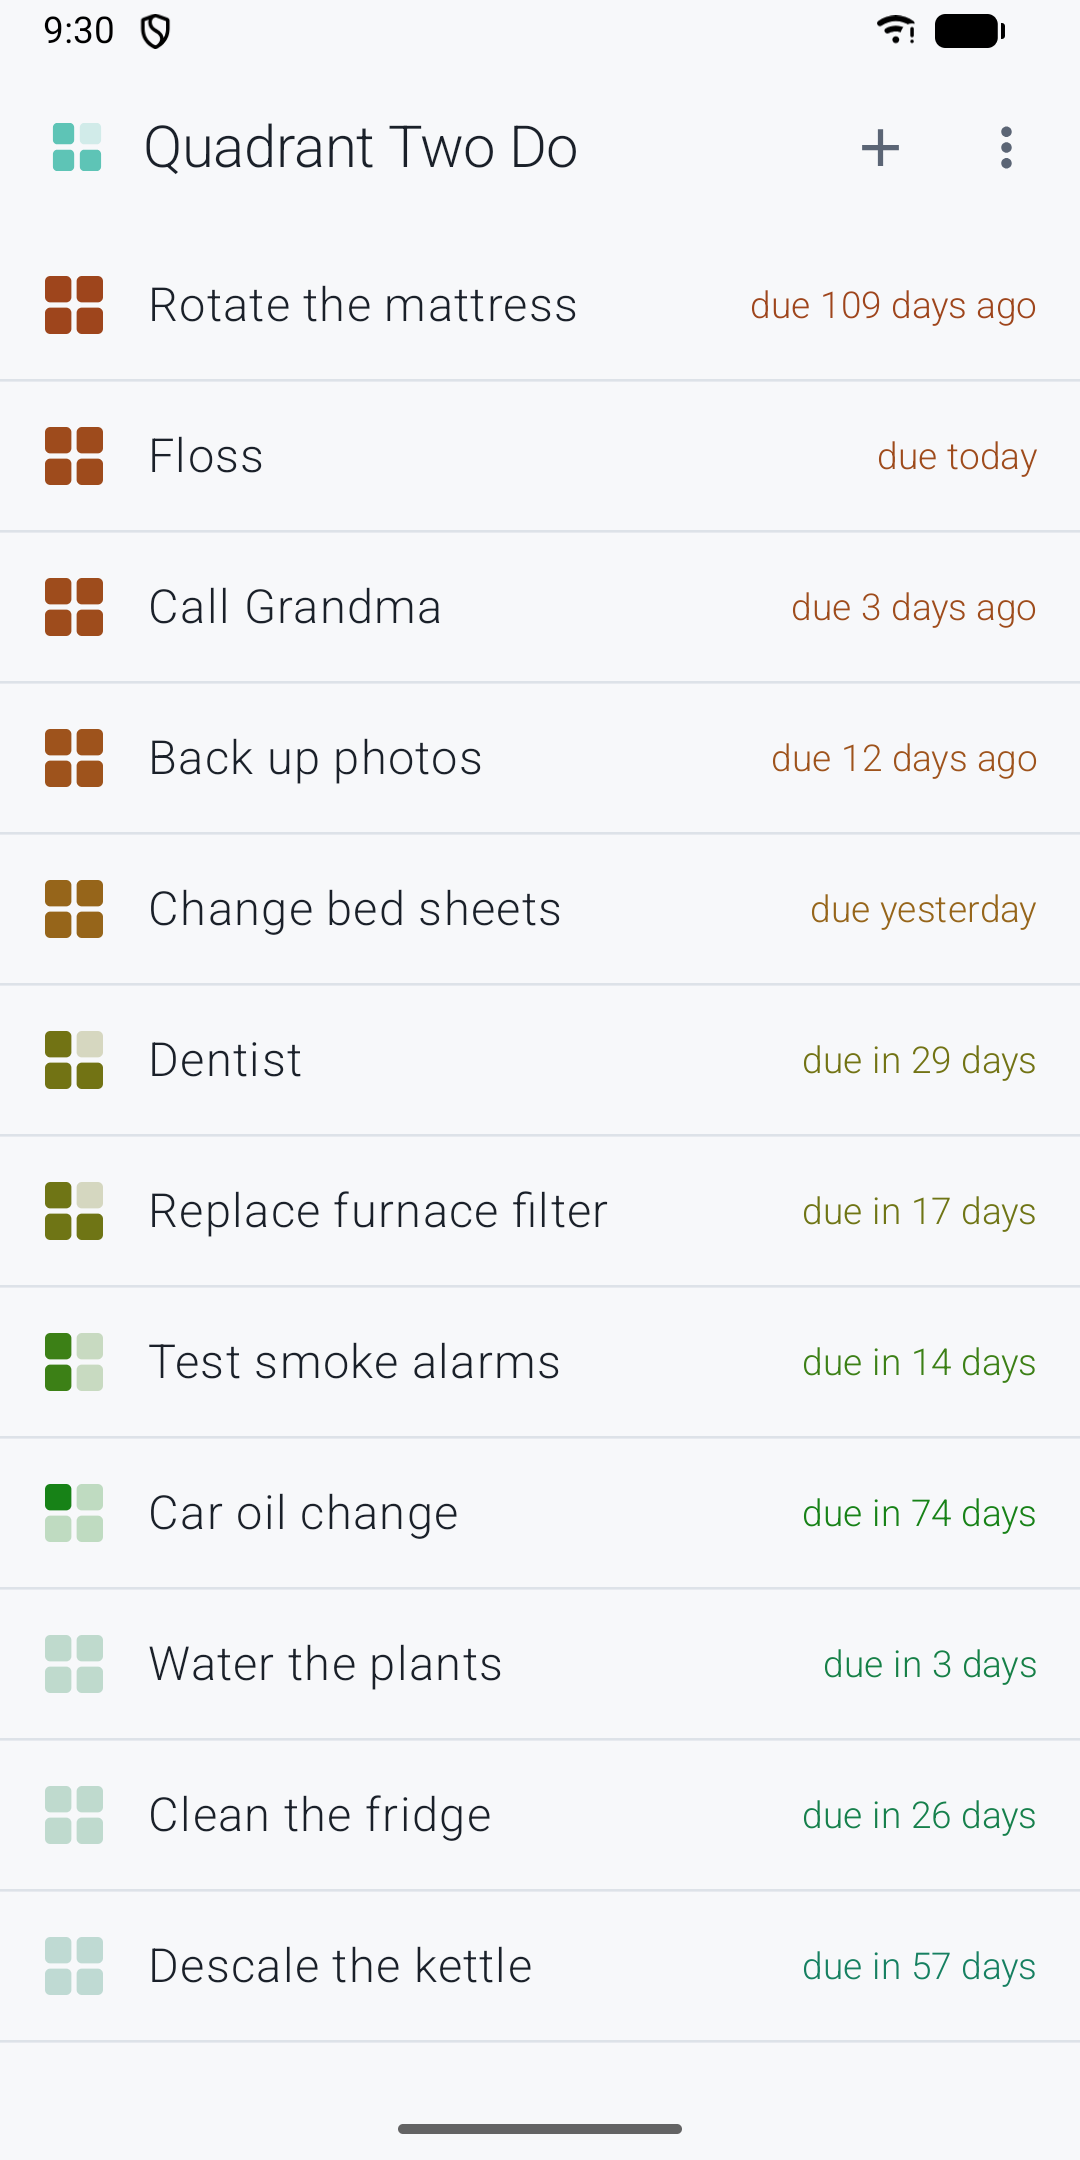 9:30
Quadrant Two Do
Rotate the mattress due 109 days ago
Floss due today
Call Grandma due 3 days ago
Back up photos due 12 days ago
Change bed sheets due yesterday
Dentist due in 29 days
Replace furnace filter due in 17 days
Test smoke alarms due in 14 days
Car oil change due in 74 days
Water the plants due in 3 days
Clean the fridge due in 26 days
Descale the kettle due in 57 days